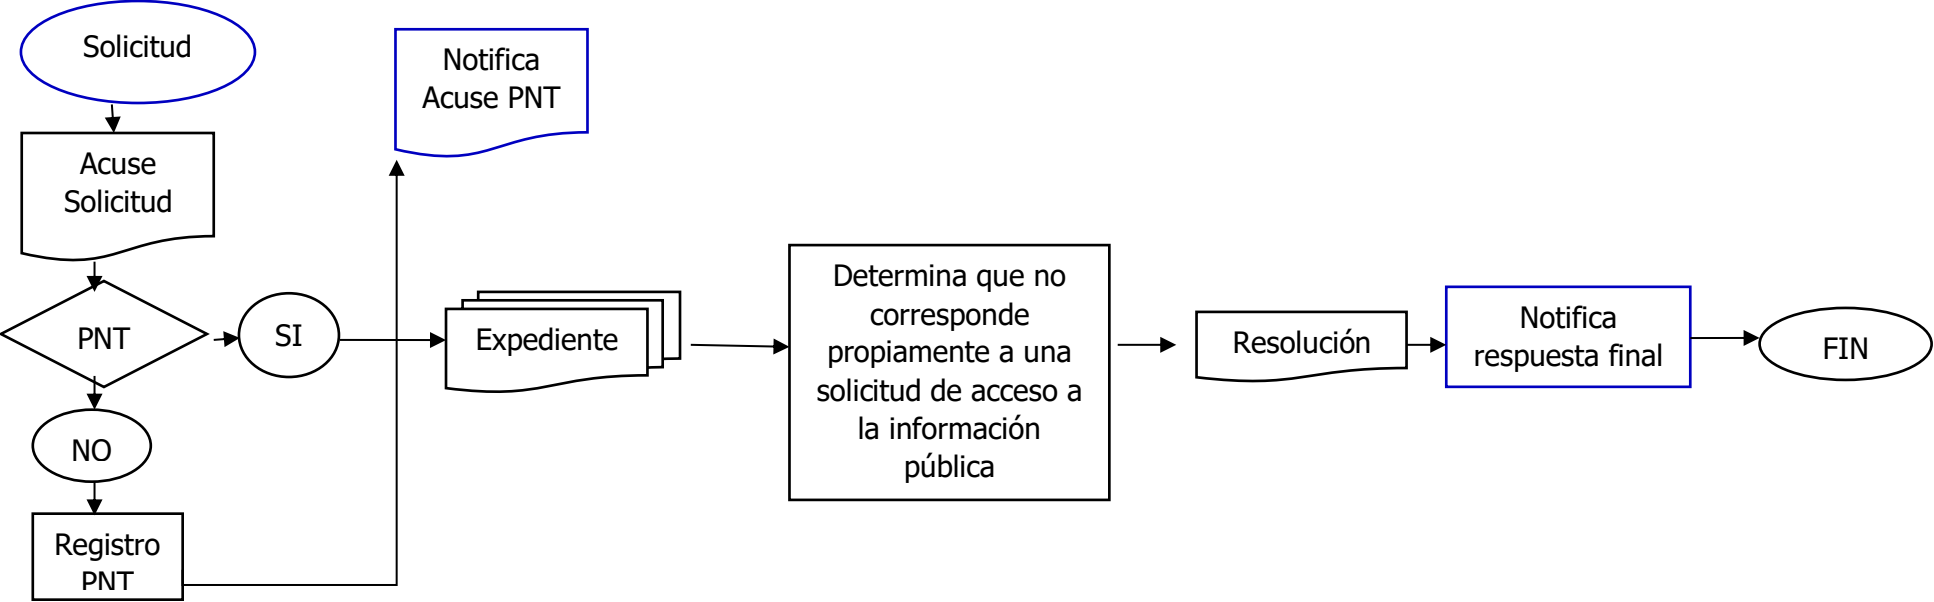 Solicitud
Notifica
Acuse PNT
Acuse
Solicitud
PNT
SI
NO
Registro
PNT
Expediente
Determina que no
corresponde
propiamente a una
solicitud de acceso a
la información
pública
Resolución
Notifica
respuesta final
FIN